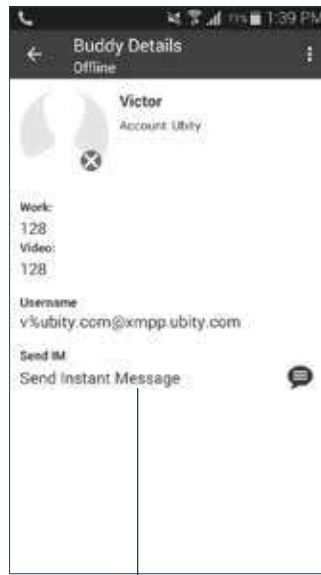 1:39 PM
Buddy Details
Offline
Victor
Account: Ubity
Work:
128
Video:
128
Username
v%ubity.com@xmpp.ubity.com
Send IM
Send Instant Message